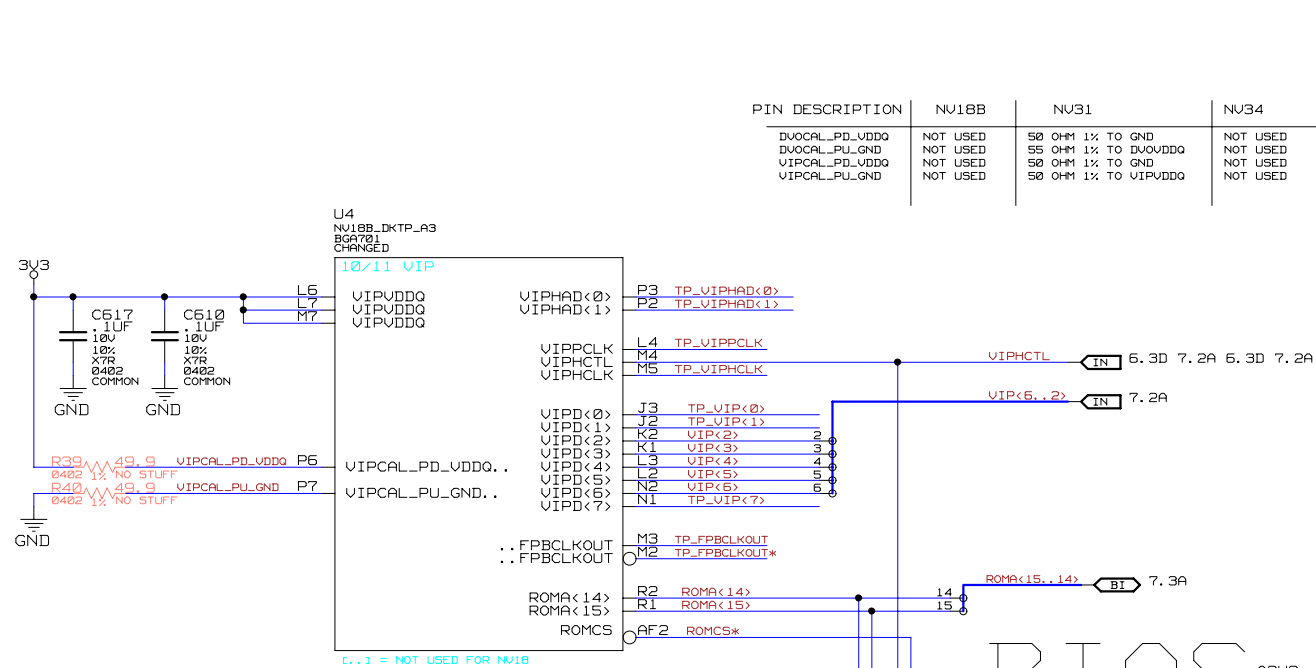 PIN DESCRIPTION NV18B NV31 NV34
DVOCAL_PD_VDDQ NOT USED 50 OHM 1% TO GND NOT USED
DVOCAL_PU_GND NOT USED 55 OHM 1% TO DVOVDDQ NOT USED
VIPCAL_PD_VDDQ NOT USED 50 OHM 1% TO GND NOT USED
VIPCAL_PU_GND NOT USED 50 OHM 1% TO VIPVDDQ NOT USED
U4
NV18B_DKTP_A3
BGA701
CHANGED
10/11 VIP
3V3
L6 VIPVDDQ
L7 VIPVDDQ
M7 VIPVDDQ
C617
.1UF
10V
10%
X7R
0402
COMMON
GND
C610
.1UF
10V
10%
X7R
0402
COMMON
GND
R39 49.9 VIPCAL_PD_VDDQ P6 VIPCAL_PD_VDDQ..
0402 1% NO STUFF
R40 49.9 VIPCAL_PU_GND P7 VIPCAL_PU_GND..
0402 1% NO STUFF
GND
VIPHAD<0> P3 TP_VIPHAD<0>
VIPHAD<1> P2 TP_VIPHAD<1>
VIPPCLK L4 TP_VIPPCLK
VIPHCTL M4 VIPHCTL IN 6.3D 7.2A 6.3D 7.2A
VIPHCLK M5 TP_VIPHCLK
VIP<6..2> IN 7.2A
VIPD<0> J3 TP_VIP<0>
VIPD<1> J2 TP_VIP<1>
VIPD<2> K2 VIP<2> 2
VIPD<3> K1 VIP<3> 3
VIPD<4> L3 VIP<4> 4
VIPD<5> L2 VIP<5> 5
VIPD<6> N2 VIP<6> 6
VIPD<7> N1 TP_VIP<7>
..FPBCLKOUT M3 TP_FPBCLKOUT
..FPBCLKOUT M2 TP_FPBCLKOUT*
ROMA<15..14> BI 7.3A
ROMA<14> R2 ROMA<14> 14
ROMA<15> R1 ROMA<15> 15
ROMCS AF2 ROMCS*
[..] = NOT USED FOR NV18
BIOS